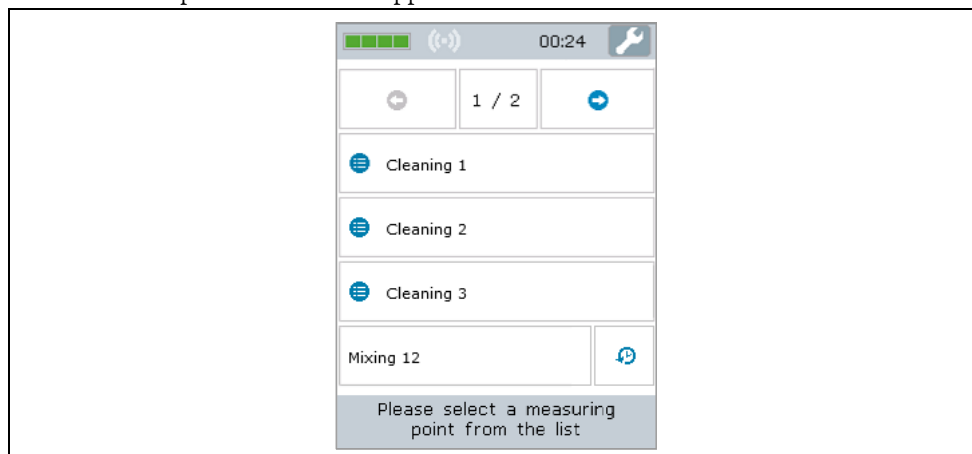 00:24
1 / 2
Cleaning 1
Cleaning 2
Cleaning 3
Mixing 12
Please select a measuring
point from the list